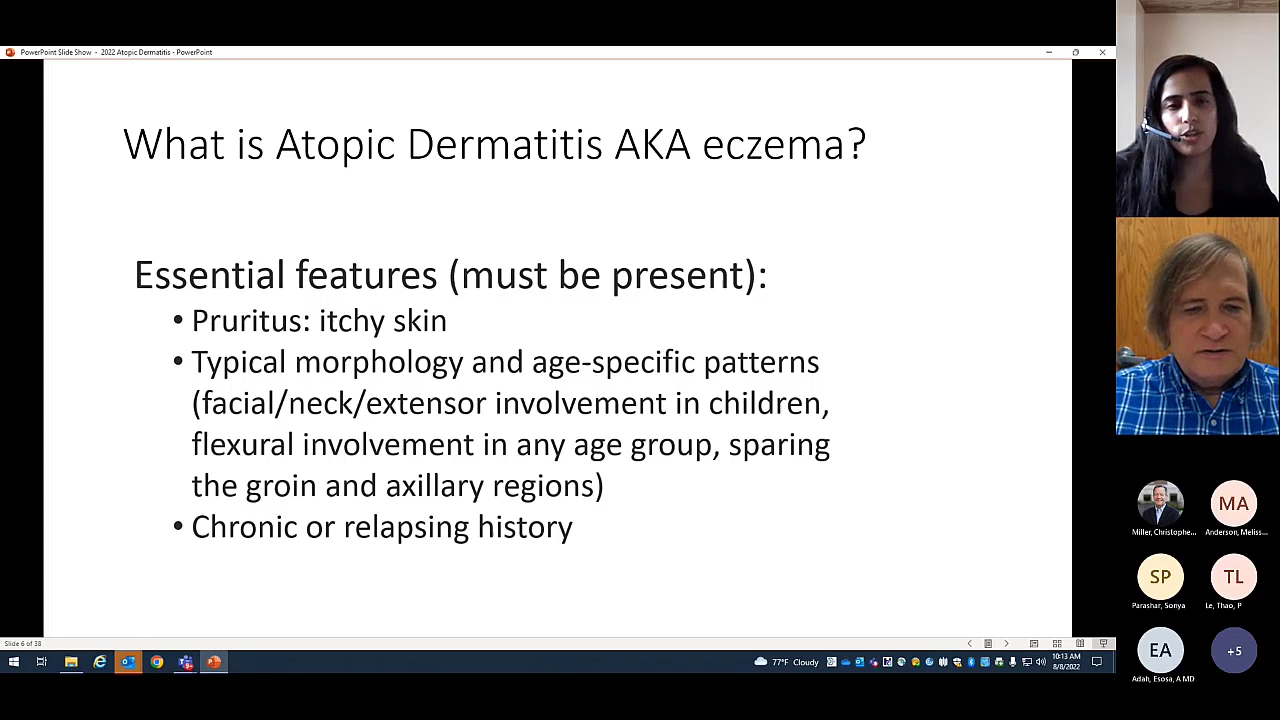 PowerPoint Slide Show - 2022 Atopic Dermatitis - PowerPoint
What is Atopic Dermatitis AKA eczema?
Essential features (must be present):
• Pruritus: itchy skin
• Typical morphology and age-specific patterns
(facial/neck/extensor involvement in children,
flexural involvement in any age group, sparing
the groin and axillary regions)
• Chronic or relapsing history
Slide 6 of 38
77°F Cloudy
10:13 AM
8/8/2022
MA
Miller, Christophe...
Anderson, Meliss...
SP
TL
Parashar, Sonya
Le, Thao, P
EA
+5
Adah, Esosa, A MD